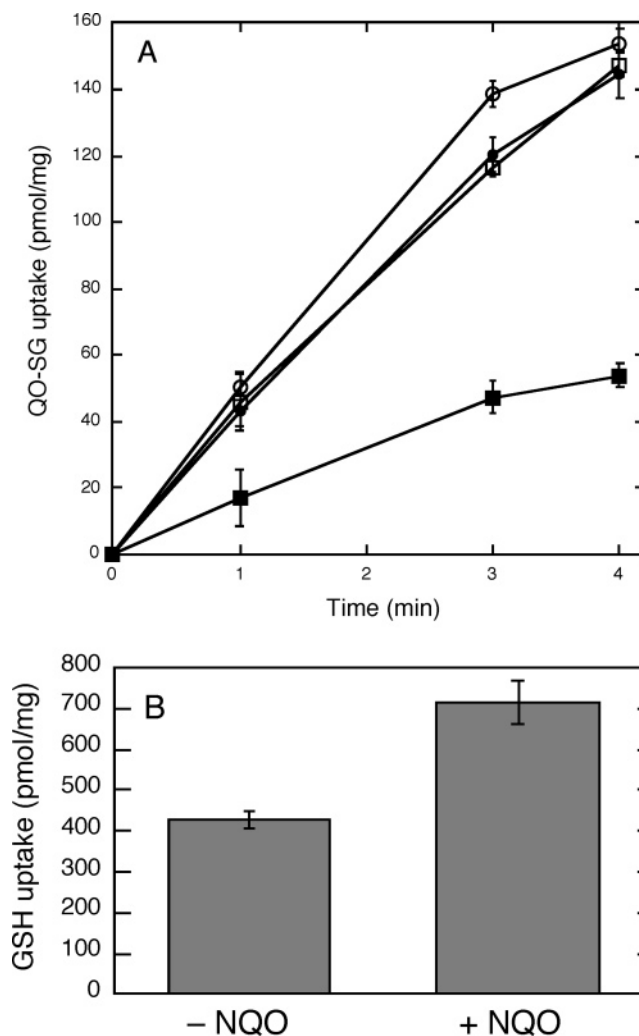 A
QO-SG uptake (pmol/mg)
160
140
120
100
80
60
40
20
0
0 1 2 3 4
Time (min)
B
GSH uptake (pmol/mg)
800
700
600
500
400
300
200
100
0
– NQO + NQO